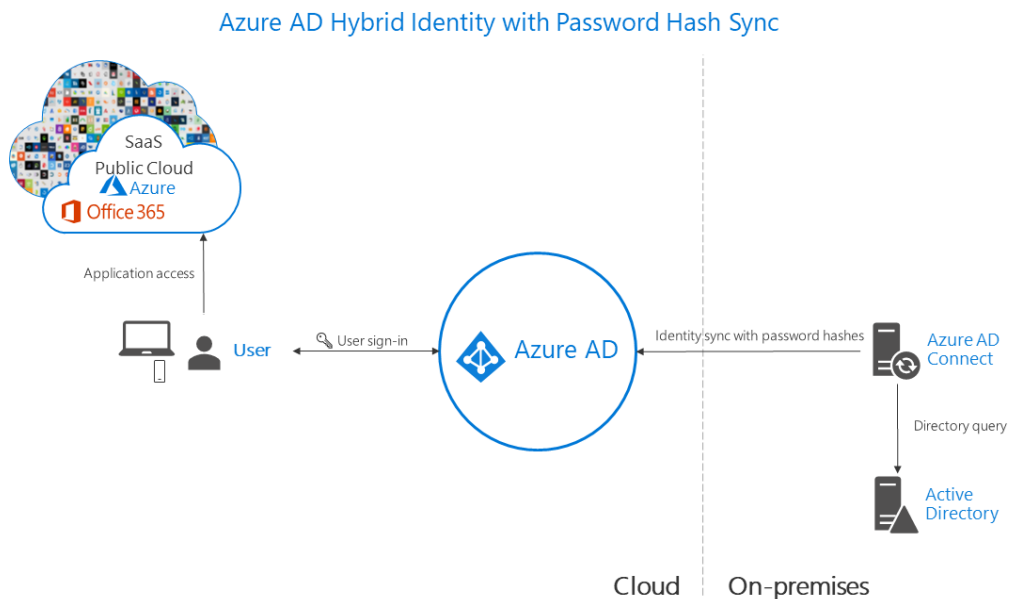 Azure AD Hybrid Identity with Password Hash Sync
SaaS
Public Cloud
Azure
Office 365
Application access
User
User sign-in
Azure AD
Identity sync with password hashes
Azure AD
Connect
Directory query
Active
Directory
Cloud
On-premises